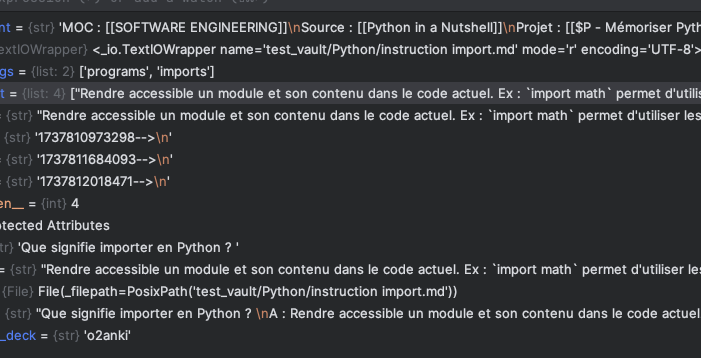 nt = {str} 'MOC : [[SOFTWARE ENGINEERING]]\nSource : [[Python in a Nutshell]]\nProjet : [[$P - Mémoriser Pyth
extIOWrapper} <_io.TextIOWrapper name='test_vault/Python/instruction import.md' mode='r' encoding='UTF-8'>
gs = {list: 2} ['programs', 'imports']
t = {list: 4} ["Rendre accessible un module et son contenu dans le code actuel. Ex : `import math` permet d'utilis
= {str} "Rendre accessible un module et son contenu dans le code actuel. Ex : `import math` permet d'utiliser les
{str} '1737810973298-->\n'
= {str} '1737811684093-->\n'
= {str} '1737812018471-->\n'
en__ = {int} 4
otected Attributes
str} 'Que signifie importer en Python ? '
= {str} "Rendre accessible un module et son contenu dans le code actuel. Ex : `import math` permet d'utiliser les
{File} File(_filepath=PosixPath('test_vault/Python/instruction import.md'))
= {str} "Que signifie importer en Python ? \nA : Rendre accessible un module et son contenu dans le code actuel.
_deck = {str} 'o2anki'